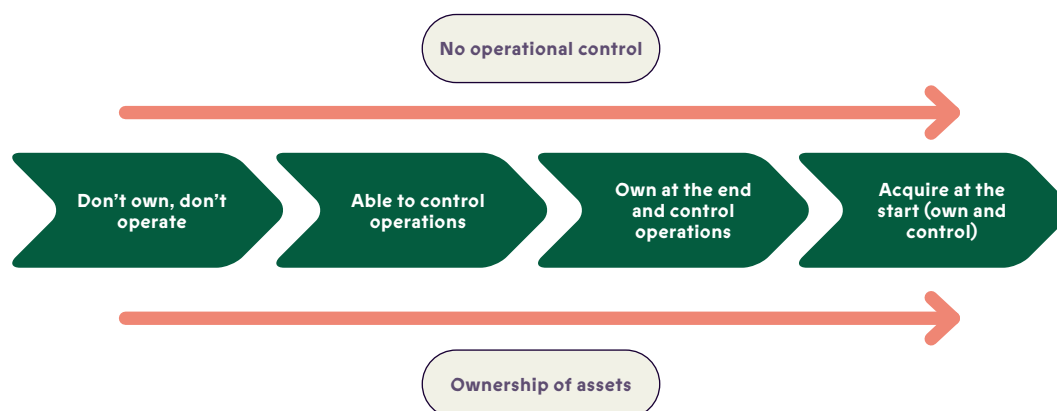 No operational control
Don’t own, don’t
operate
Able to control
operations
Own at the end
and control
operations
Acquire at the
start (own and
control)
Ownership of assets